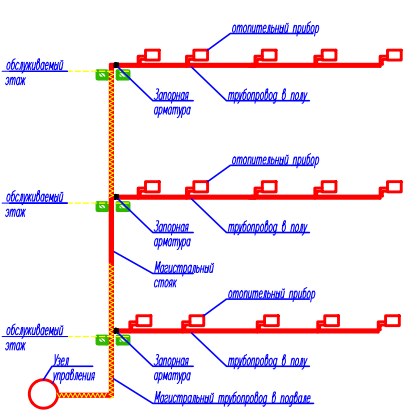 отопительный прибор
обслуживаемый
этаж
Запорная
арматура
трубопровод в полу
отопительный прибор
обслуживаемый
этаж
Запорная
арматура
трубопровод в полу
Магистральный
стояк
отопительный прибор
обслуживаемый
этаж
Запорная
арматура
трубопровод в полу
Узел
управления
Магистральный трубопровод в подвале